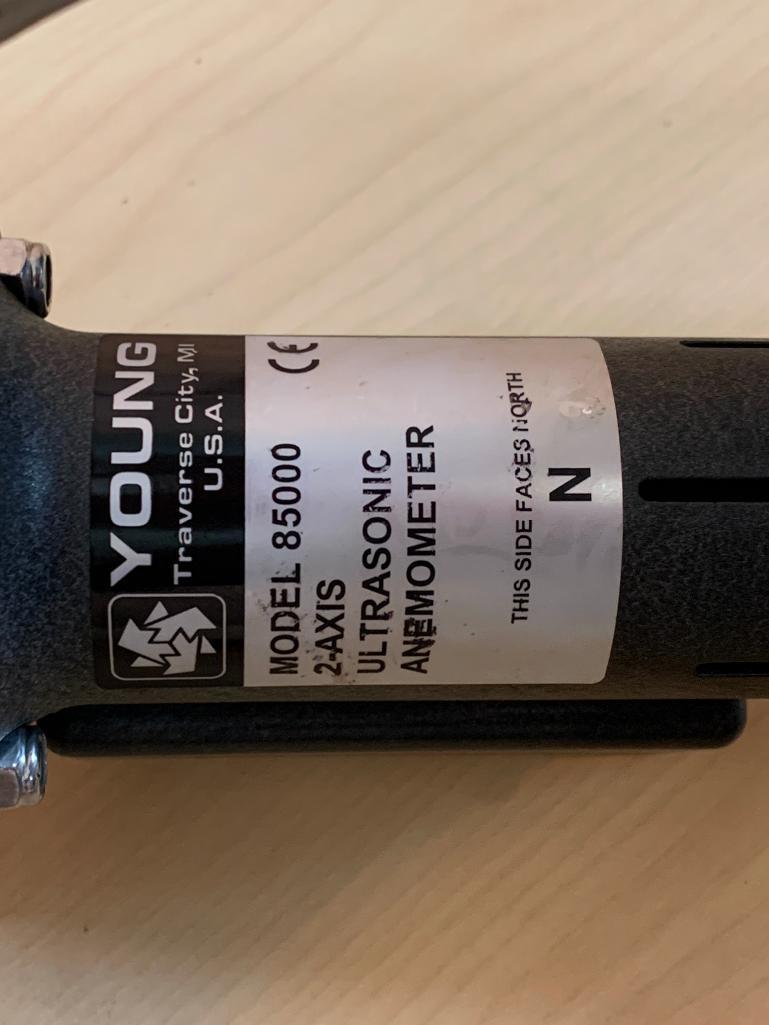 YOUNG
Traverse City, MI
U.S.A.
MODEL 85000 CE
2-AXIS
ULTRASONIC
ANEMOMETER
THIS SIDE FACES NORTH
N